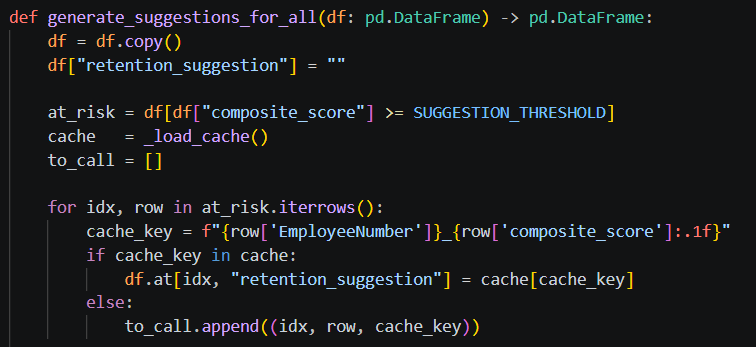 def generate_suggestions_for_all(df: pd.DataFrame) -> pd.DataFrame:
    df = df.copy()
    df["retention_suggestion"] = ""

    at_risk = df[df["composite_score"] >= SUGGESTION_THRESHOLD]
    cache   = _load_cache()
    to_call = []

    for idx, row in at_risk.iterrows():
        cache_key = f"{row['EmployeeNumber']}_{row['composite_score']:.1f}"
        if cache_key in cache:
            df.at[idx, "retention_suggestion"] = cache[cache_key]
        else:
            to_call.append((idx, row, cache_key))